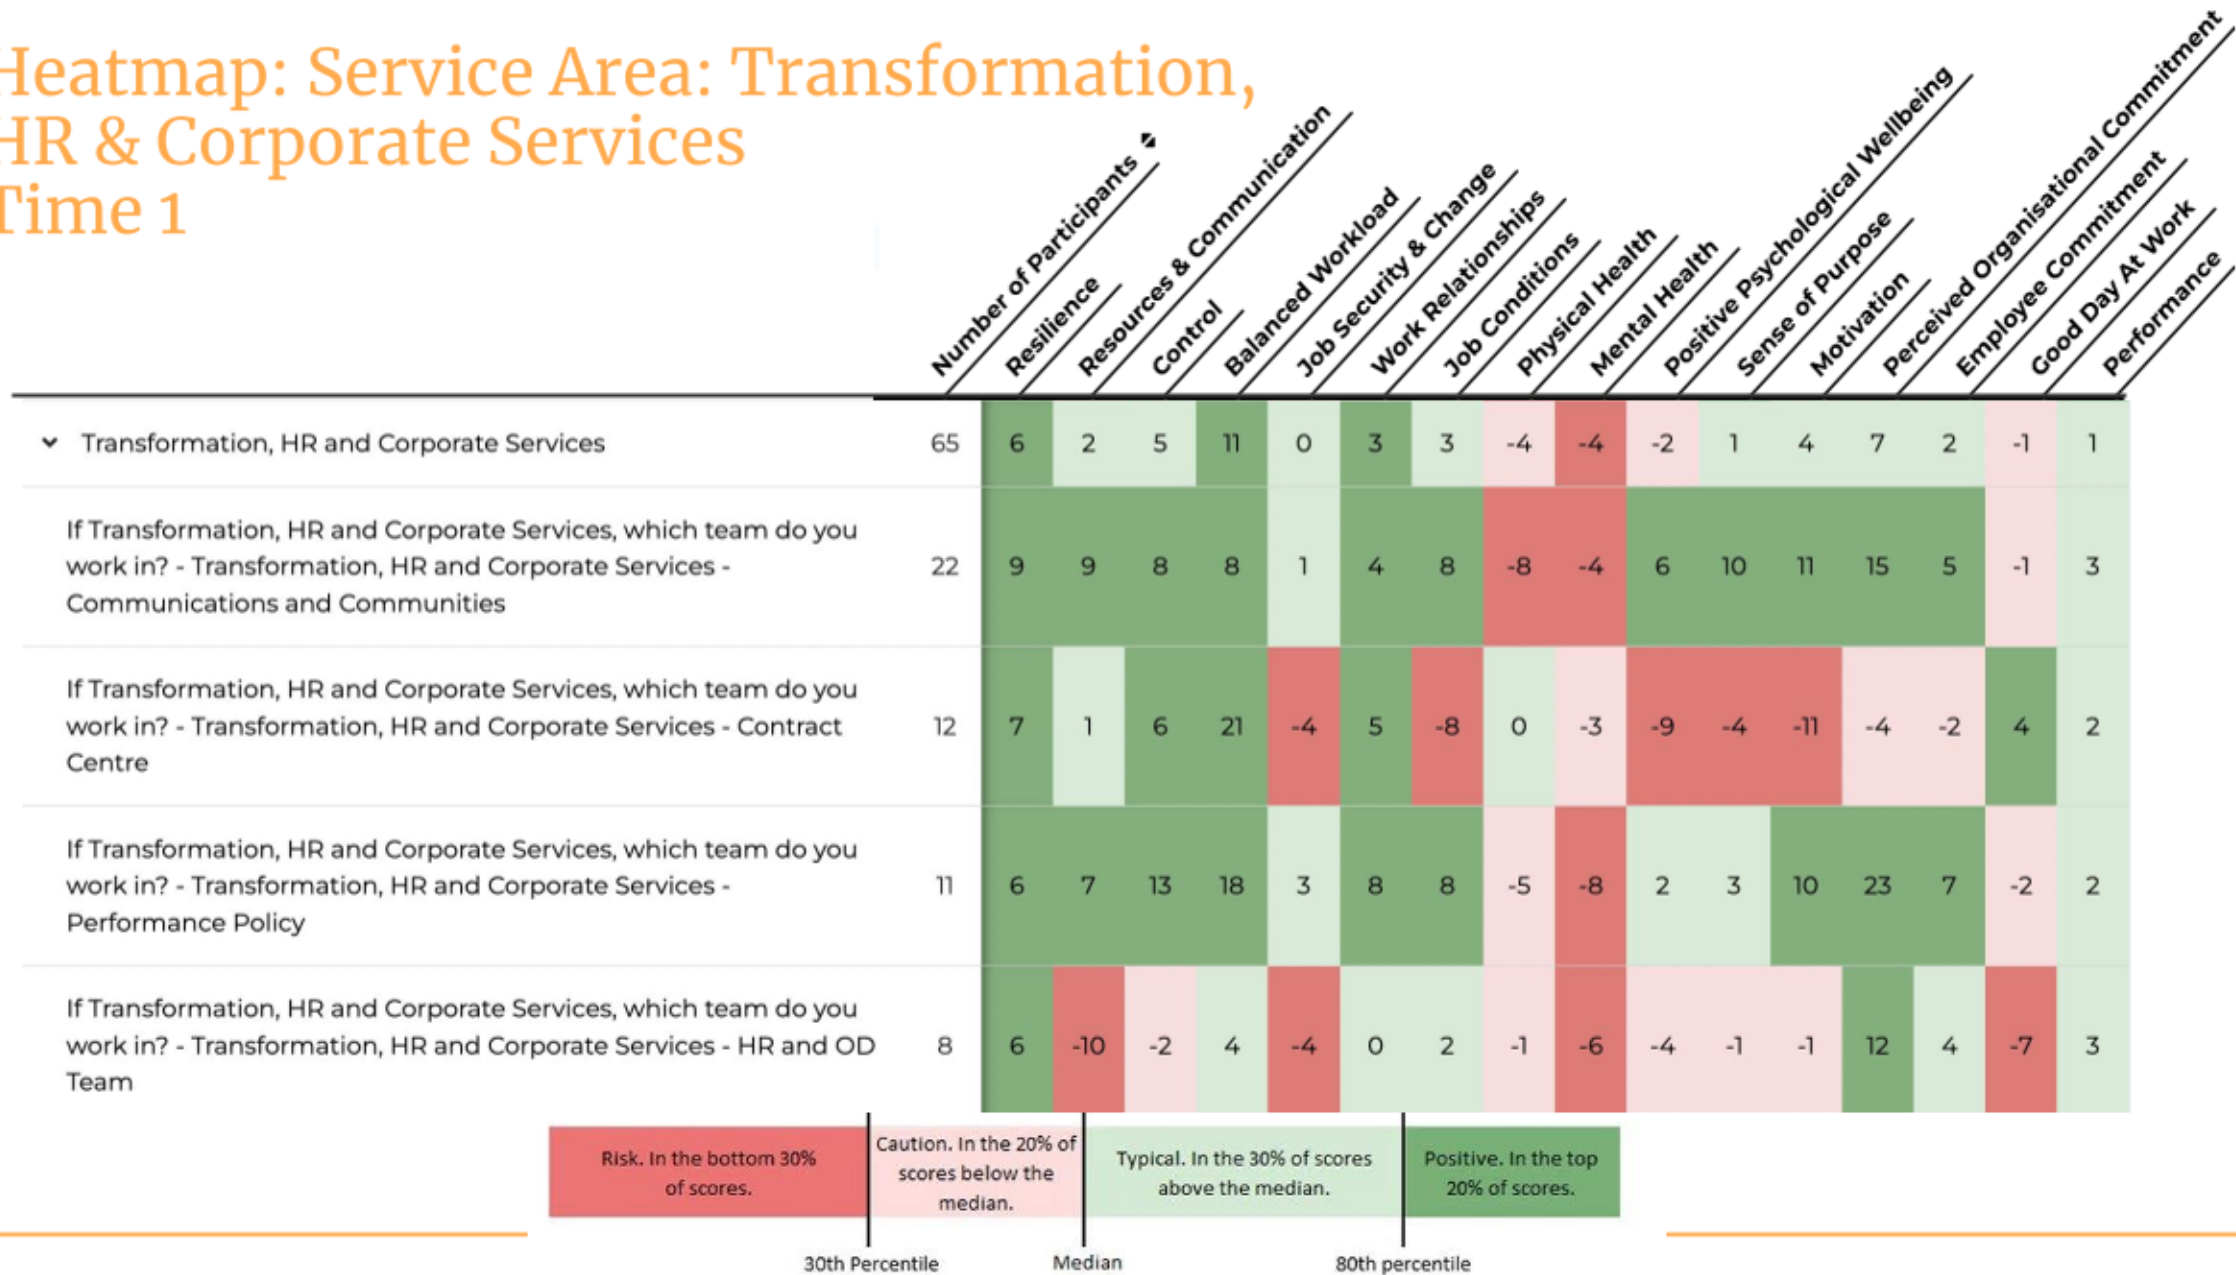 Heatmap: Service Area: Transformation,
HR & Corporate Services
Time 1
Number of Participants
Resilience
Resources & Communication
Control
Balanced Workload
Job Security & Change
Work Relationships
Job Conditions
Physical Health
Mental Health
Positive Psychological Wellbeing
Sense of Purpose
Motivation
Perceived Organisational Commitment
Employee Commitment
Good Day At Work
Performance
Transformation, HR and Corporate Services 65 6 2 5 11 0 3 3 -4 -4 -2 1 4 7 2 -1 1
If Transformation, HR and Corporate Services, which team do you
work in? - Transformation, HR and Corporate Services - 22 9 9 8 8 1 4 8 -8 -4 6 10 11 15 5 -1 3
Communications and Communities
If Transformation, HR and Corporate Services, which team do you
work in? - Transformation, HR and Corporate Services - Contract 12 7 1 6 21 -4 5 -8 0 -3 -9 -4 -11 -4 -2 4 2
Centre
If Transformation, HR and Corporate Services, which team do you
work in? - Transformation, HR and Corporate Services - 11 6 7 13 18 3 8 8 -5 -8 2 3 10 23 7 -2 2
Performance Policy
If Transformation, HR and Corporate Services, which team do you
work in? - Transformation, HR and Corporate Services - HR and OD 8 6 -10 -2 4 -4 0 2 -1 -6 -4 -1 -1 12 4 -7 3
Team
Risk. In the bottom 30%
of scores.
Caution. In the 20% of
scores below the
median.
Typical. In the 30% of scores
above the median.
Positive. In the top
20% of scores.
30th Percentile
Median
80th percentile